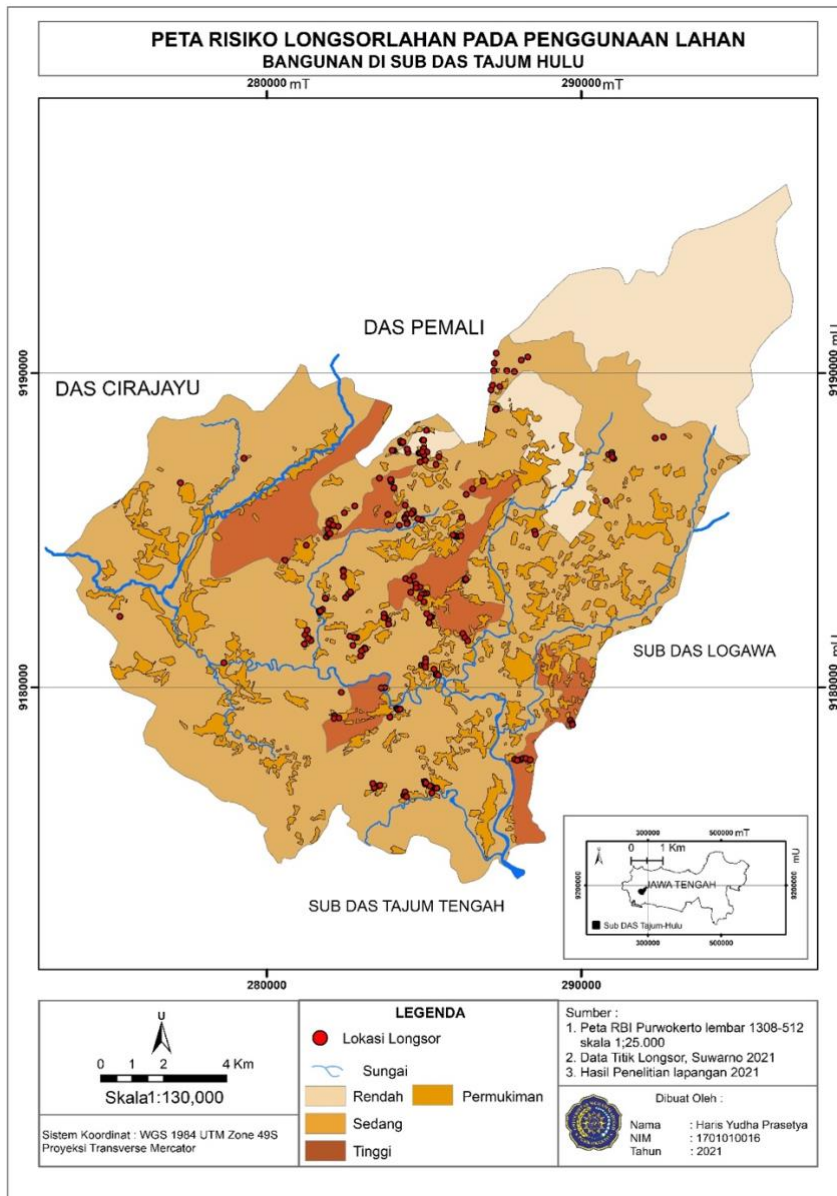 PETA RISIKO LONGSORLAHAN PADA PENGGUNAAN LAHAN
BANGUNAN DI SUB DAS TAJUM HULU
280000 mT
290000 mT
DAS PEMALI
DAS CIRAJAYU
9190000
9190000 mU
SUB DAS LOGAWA
9180000
9180000 mU
SUB DAS TAJUM TENGAH
300000
500000 mT
0 1 Km
JAWA TENGAH
9200000
9200000
mU
Sub DAS Tajum-Hulu
300000
500000
280000
290000
U
0 1 2 4 Km
Skala1:130,000
Sistem Koordinat : WGS 1984 UTM Zone 49S
Proyeksi Transverse Mercator
LEGENDA
Lokasi Longsor
Sungai
Rendah
Permukiman
Sedang
Tinggi
Sumber :
1. Peta RBI Purwokerto lembar 1308-512
skala 1;25.000
2. Data Titik Longsor, Suwarno 2021
3. Hasil Penelitian lapangan 2021
Dibuat Oleh :
Nama : Haris Yudha Prasetya
NIM : 1701010016
Tahun : 2021